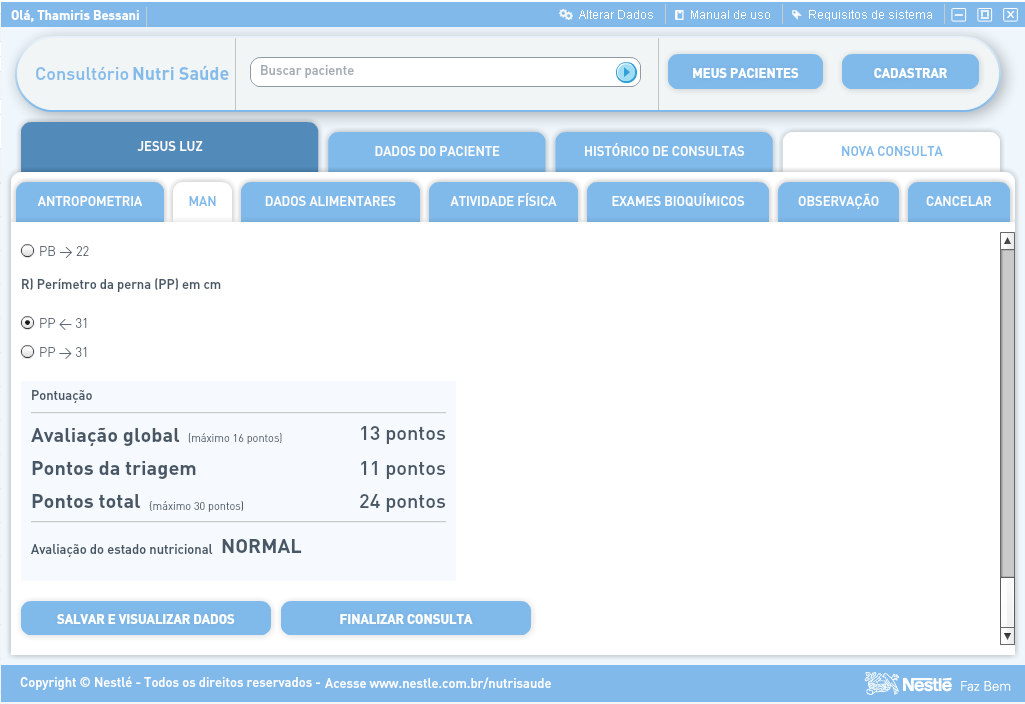 Olá, Thamiris Bessani
Alterar Dados
Manual de uso
Requisitos de sistema
Consultório Nutri Saúde
Buscar paciente
MEUS PACIENTES
CADASTRAR
JESUS LUZ
DADOS DO PACIENTE
HISTÓRICO DE CONSULTAS
NOVA CONSULTA
ANTROPOMETRIA
MAN
DADOS ALIMENTARES
ATIVIDADE FÍSICA
EXAMES BIOQUÍMICOS
OBSERVAÇÃO
CANCELAR
PB → 22
R) Perímetro da perna (PP) em cm
PP ← 31
PP → 31
Pontuação
Avaliação global (máximo 16 pontos) 13 pontos
Pontos da triagem 11 pontos
Pontos total (máximo 30 pontos) 24 pontos
Avaliação do estado nutricional NORMAL
SALVAR E VISUALIZAR DADOS
FINALIZAR CONSULTA
Copyright © Nestlé - Todos os direitos reservados - Acesse www.nestle.com.br/nutrisaude
Nestlé Faz Bem